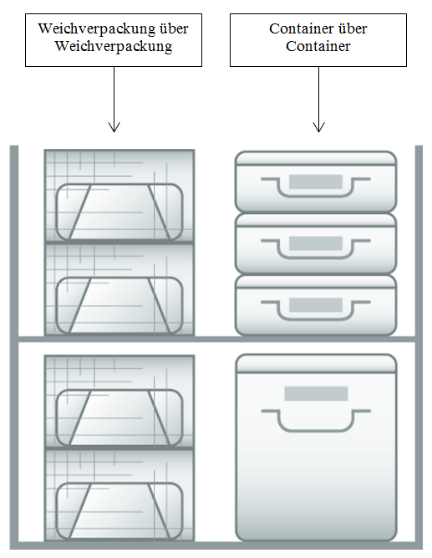 Weichverpackung über
Weichverpackung
Container über
Container